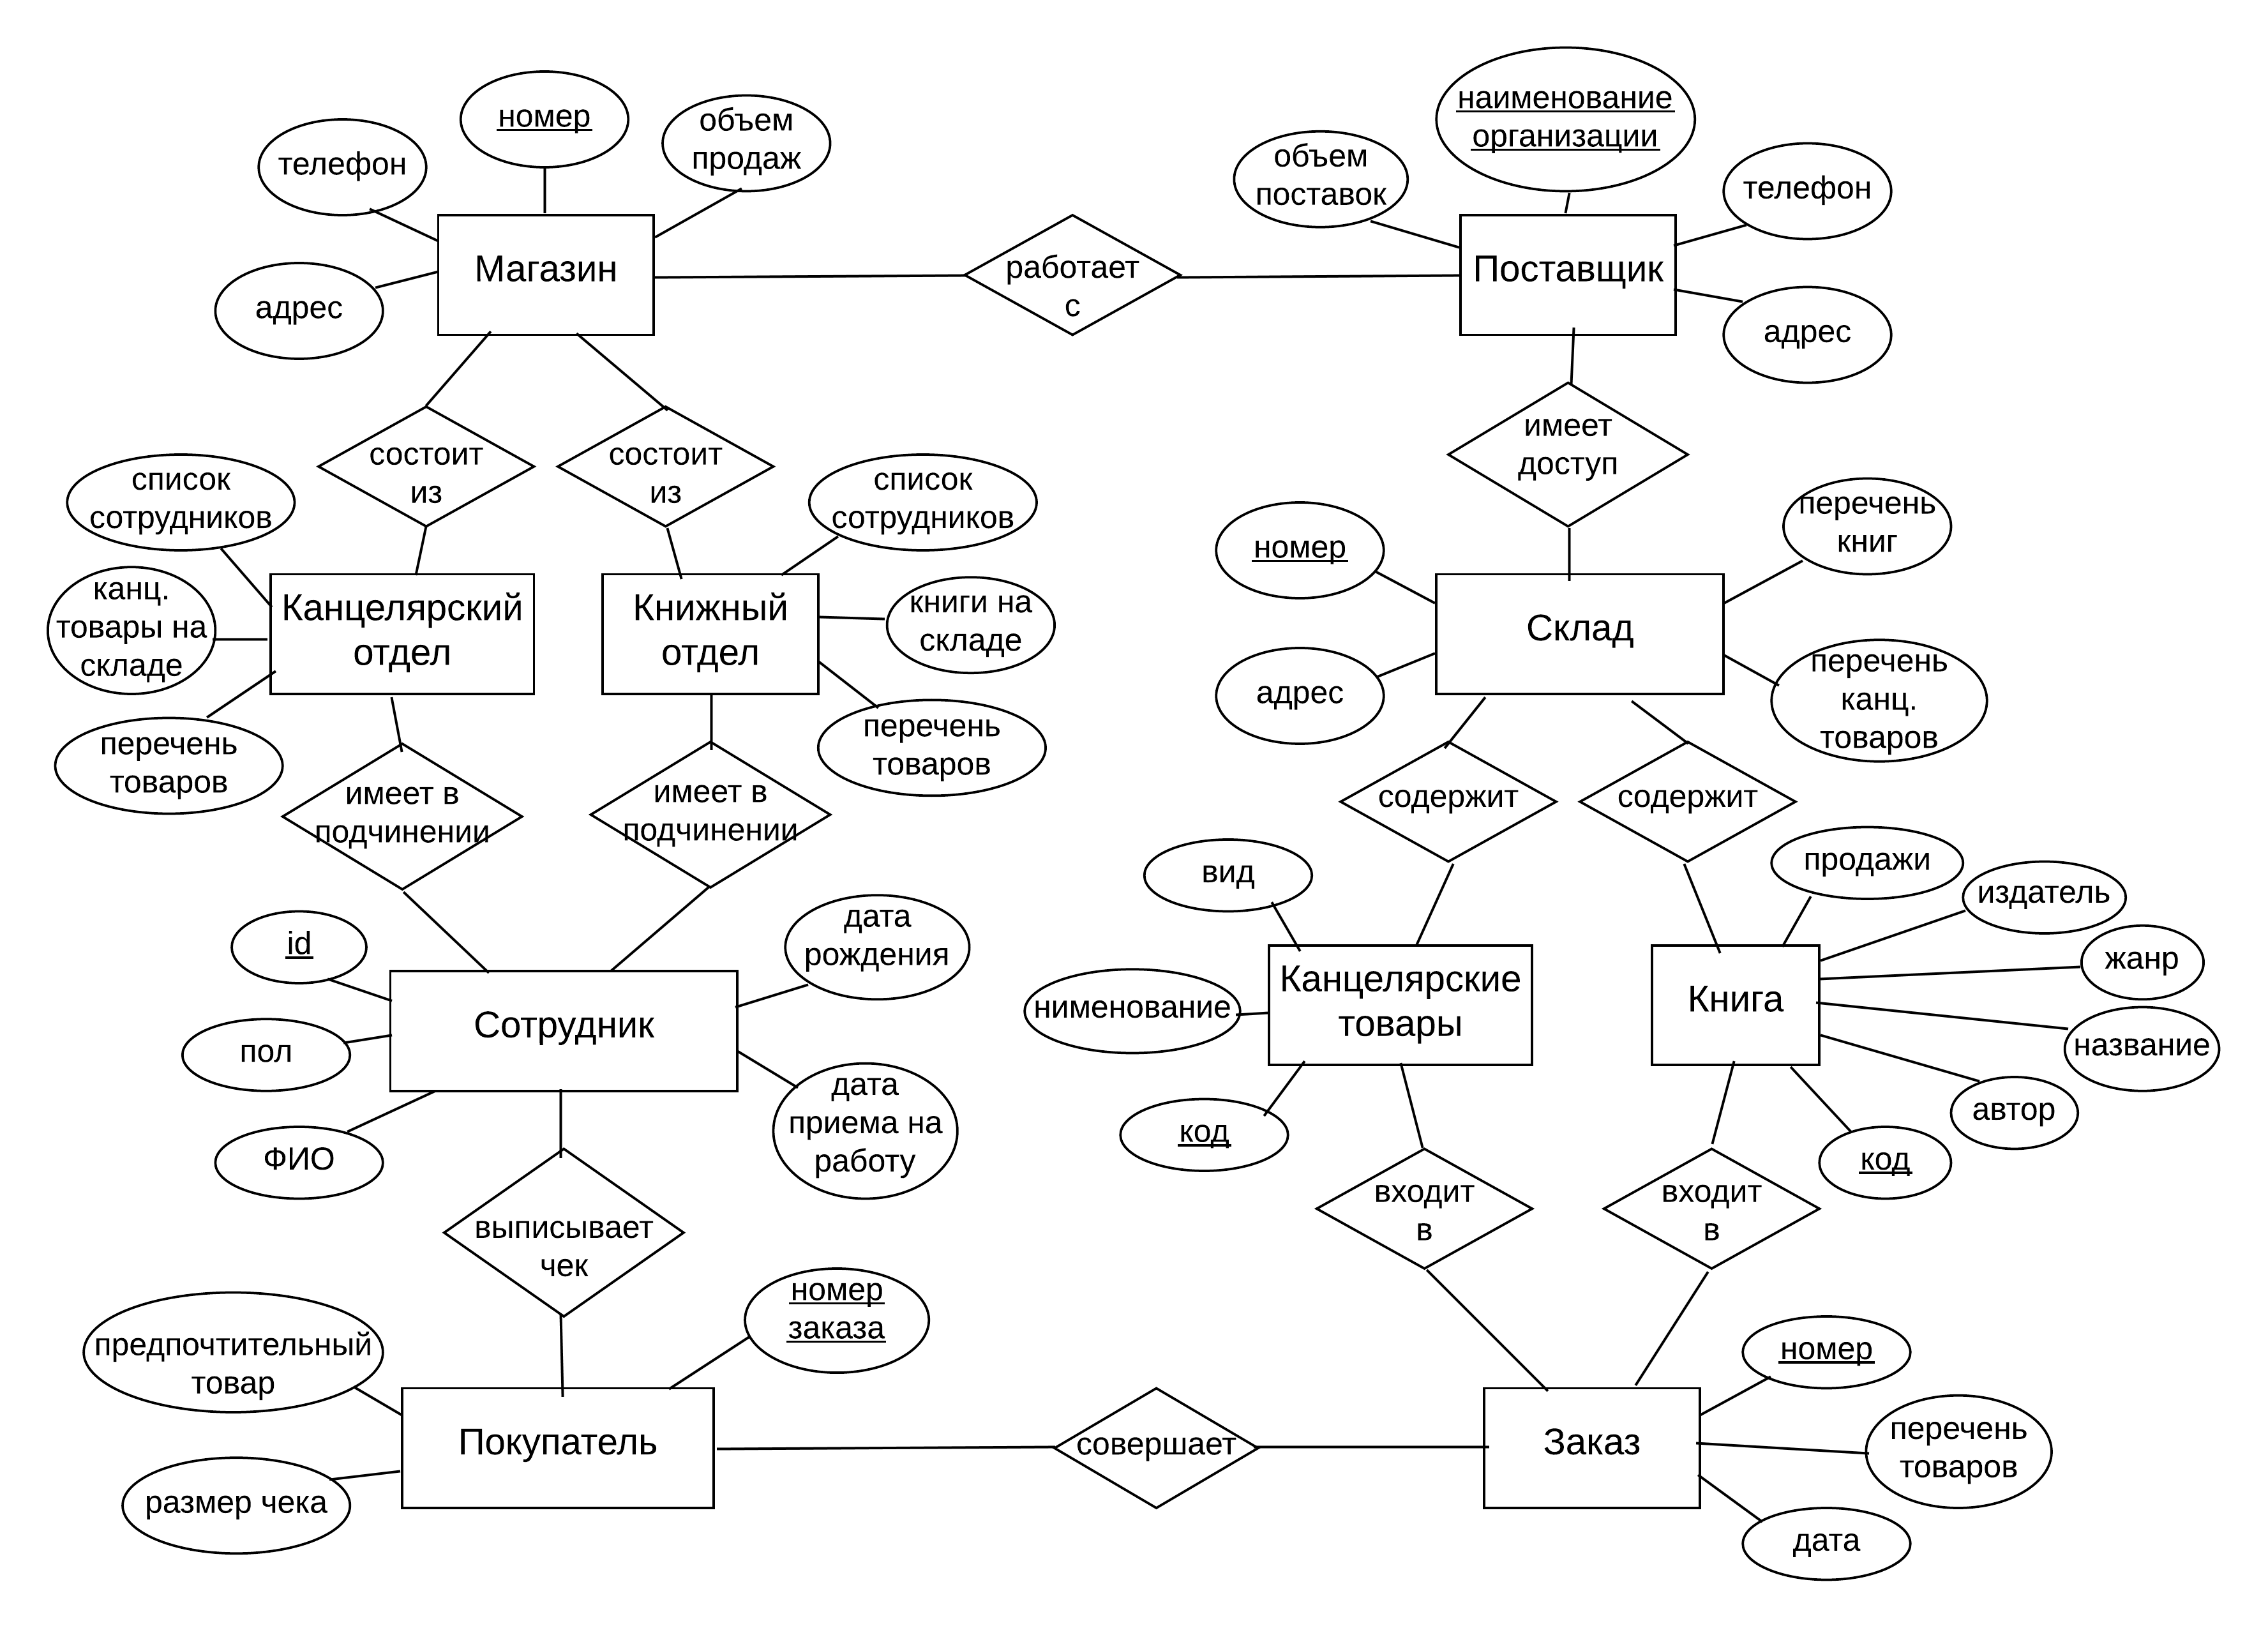 номер
объем
продаж
телефон
адрес
Магазин
работает
с
наименование
организации
объем
поставок
телефон
Поставщик
адрес
состоит
из
состоит
из
имеет
доступ
список
сотрудников
список
сотрудников
канц.
товары на
складе
Канцелярский
отдел
Книжный
отдел
книги на
складе
перечень
товаров
перечень
товаров
номер
перечень
книг
Склад
адрес
перечень
канц.
товаров
имеет в
подчинении
имеет в
подчинении
содержит
содержит
id
дата
рождения
Сотрудник
пол
ФИО
дата
приема на
работу
вид
продажи
издатель
жанр
нименование
Канцелярские
товары
Книга
название
автор
код
код
выписывает
чек
входит
в
входит
в
номер
заказа
предпочтительный
товар
Покупатель
размер чека
совершает
Заказ
номер
перечень
товаров
дата